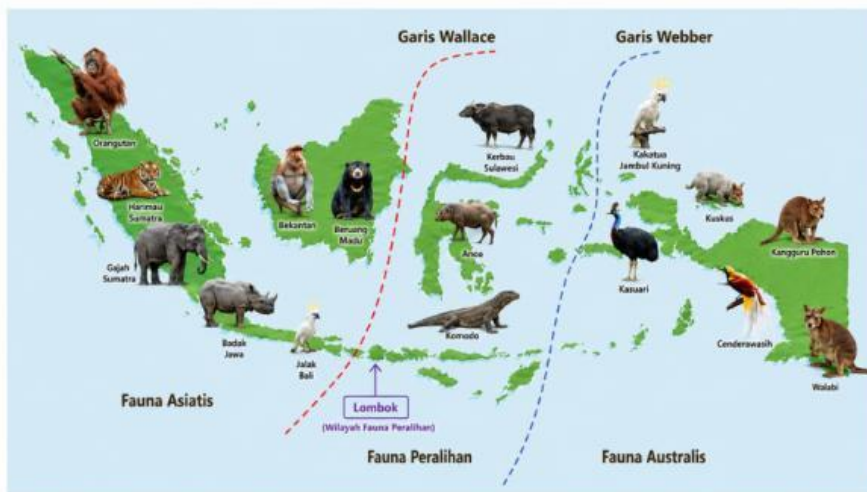 Garis Wallace
Garis Webber
Orangutan
Harimau
Sumatra
Gajah
Sumatra
Badak
Jawa
Jalak
Bali
Bekantan
Beruang
Madu
Kerbau
Sulawesi
Anoa
Komodo
Kakatua
Jambul Kuning
Kuskus
Kangguru Pohon
Kasuari
Cenderawasih
Walabi
Lombok
(Wilayah Fauna Peralihan)
Fauna Asiatis
Fauna Peralihan
Fauna Australis